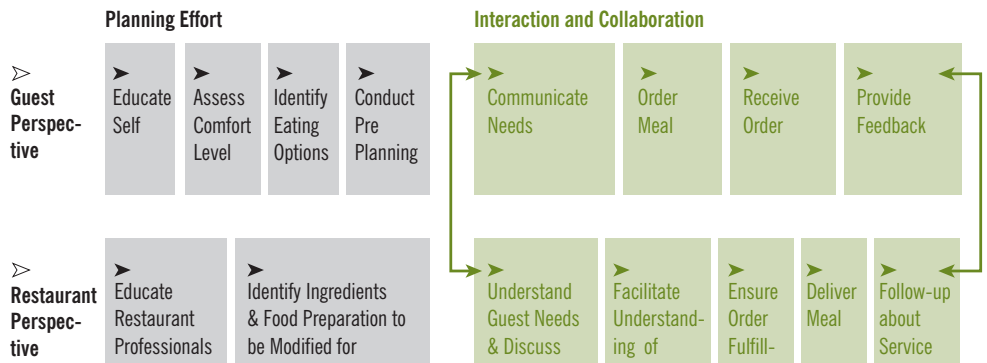 Planning Effort
Interaction and Collaboration
Guest
Perspec-
tive
Educate
Self
Assess
Comfort
Level
Identify
Eating
Options
Conduct
Pre
Planning
Communicate
Needs
Order
Meal
Receive
Order
Provide
Feedback
Restaurant
Perspec-
tive
Educate
Restaurant
Professionals
Identify Ingredients
& Food Preparation to
be Modified for
Understand
Guest Needs
& Discuss
Facilitate
Understand-
ing of
Ensure
Order
Fulfill-
Deliver
Meal
Follow-up
about
Service